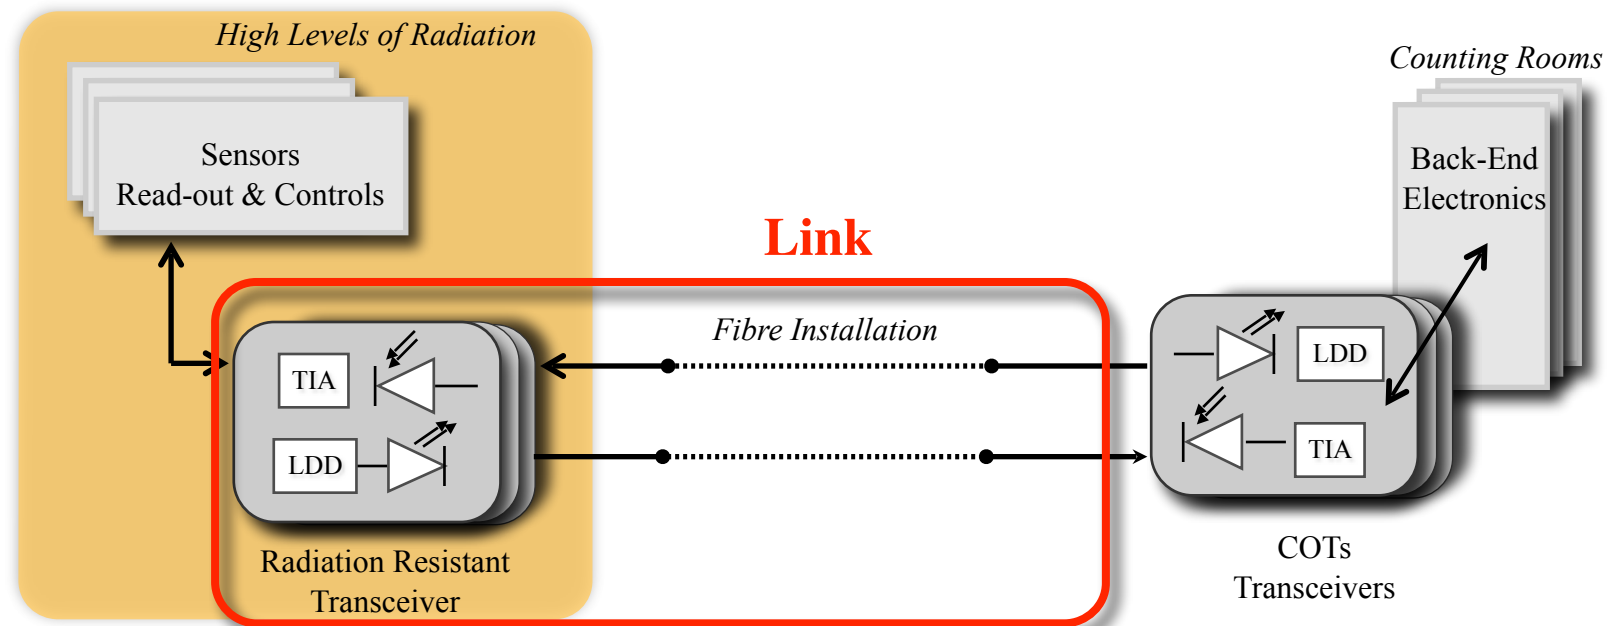 High Levels of Radiation
Counting Rooms
Sensors
Read-out & Controls
Back-End
Electronics
Link
Fibre Installation
TIA
LDD
LDD
TIA
Radiation Resistant
Transceiver
COTs
Transceivers